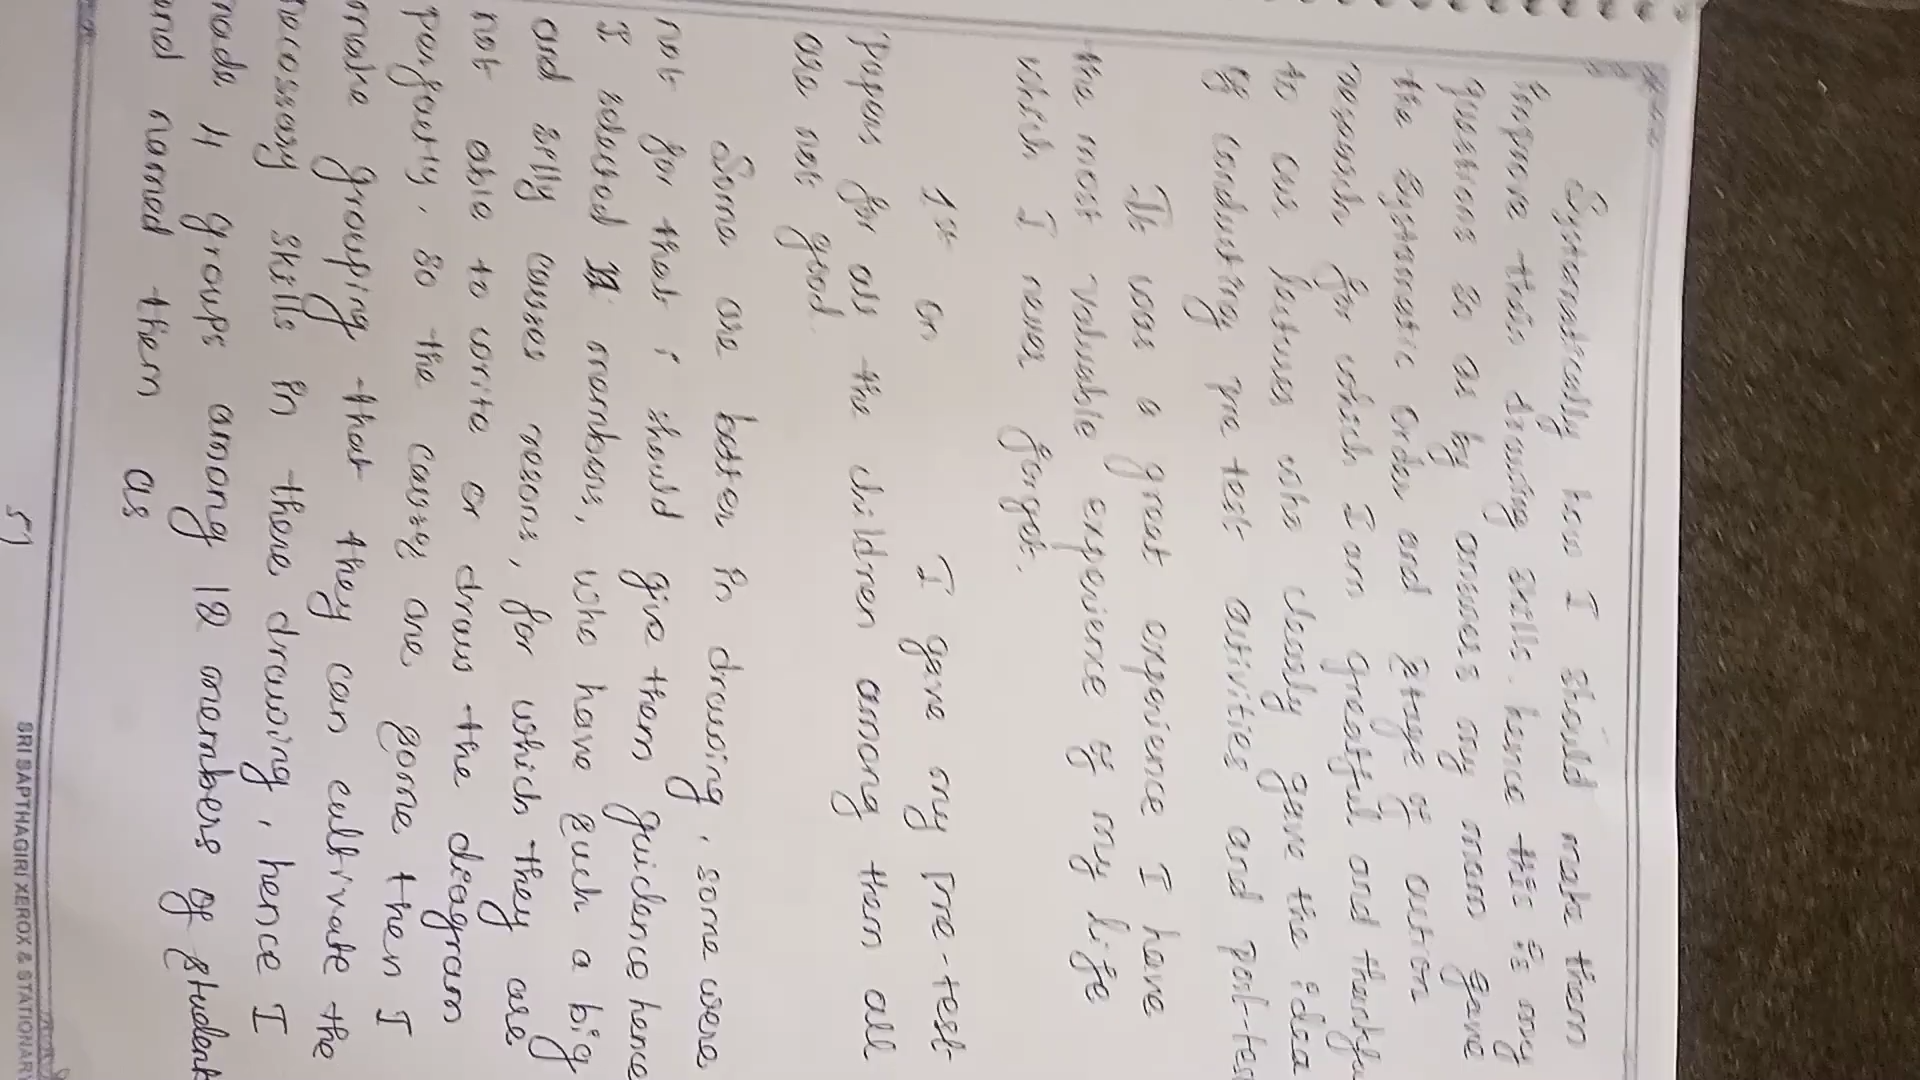 Systematically how I should make them
improve their drawing skills. hence this is my
questions so as by answers my mam gave
the systametic order and stage of action
research for which I am greatful and thankful
to our lectures who clearly gave the idea
of conducting pre test activities and post-test
It was a great experience I have
the most valuable experience of my life
which I never forget.
1st on I gave my Pre-test
papers for all the children among them all
are not good.
Some are better in drawing, some were
not for that i should give them guidence hence
I selected 12 members, who have such a big
and silly causes resons, for which they are
not able to write or draw the diagram
perfectly, so the causes are gone then I
make grouping that they can cultivate the
necessary skills in there drawing, hence I
made 4 groups among 12 members of student
and named them as
51
SRI SAPTHAGIRI XEROX & STATIONARY